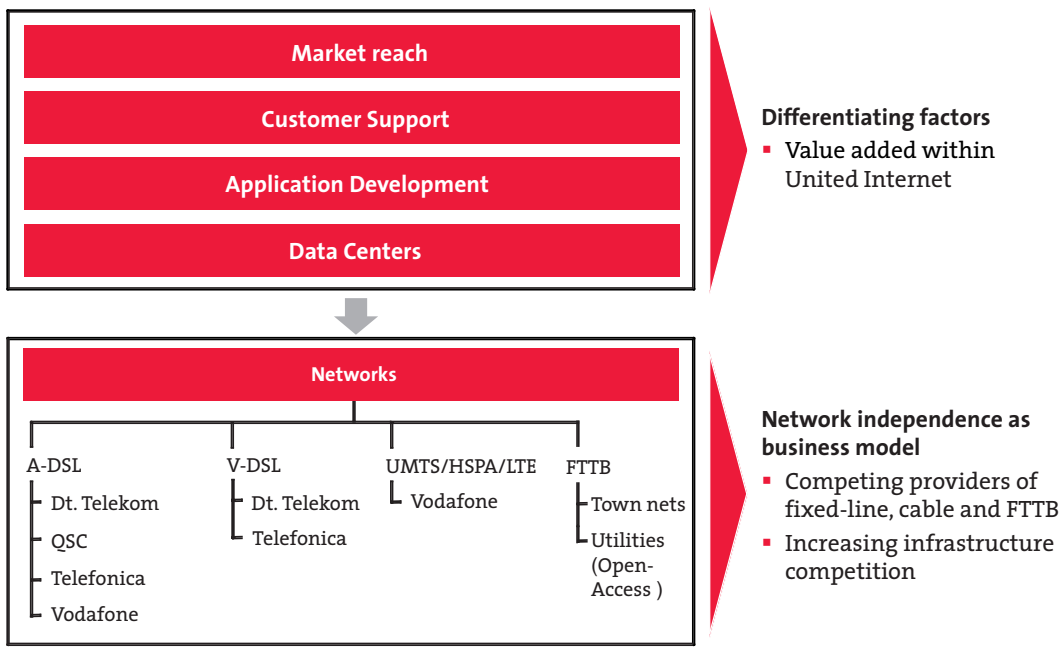 Market reach
Customer Support
Application Development
Data Centers
Differentiating factors
Value added within
United Internet
Networks
A-DSL
Dt. Telekom
QSC
Telefonica
Vodafone
V-DSL
Dt. Telekom
Telefonica
UMTS/HSPA/LTE
Vodafone
FTTB
Town nets
Utilities
(Open-
Access )
Network independence as
business model
Competing providers of
fixed-line, cable and FTTB
Increasing infrastructure
competition